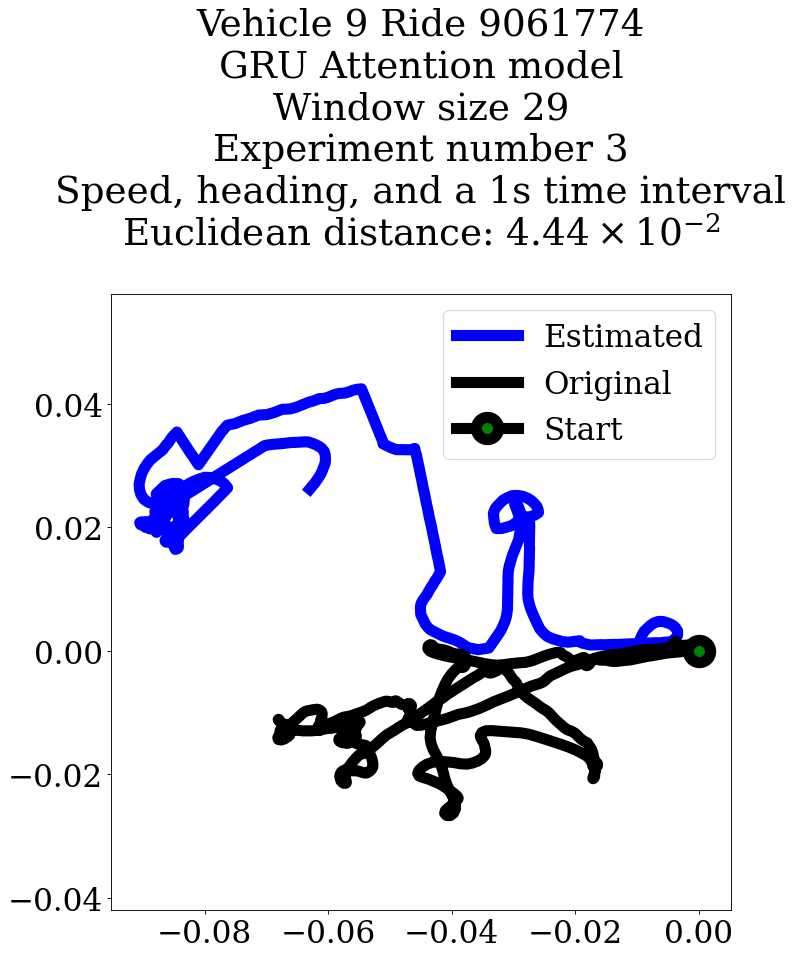 Vehicle 9 Ride 9061774
GRU Attention model
Window size 29
Experiment number 3
Speed, heading, and a 1s time interval
Euclidean distance: 4.44 × 10⁻²
Estimated
Original
Start
0.04
0.02
0.00
−0.02
−0.04
−0.08 −0.06 −0.04 −0.02 0.00